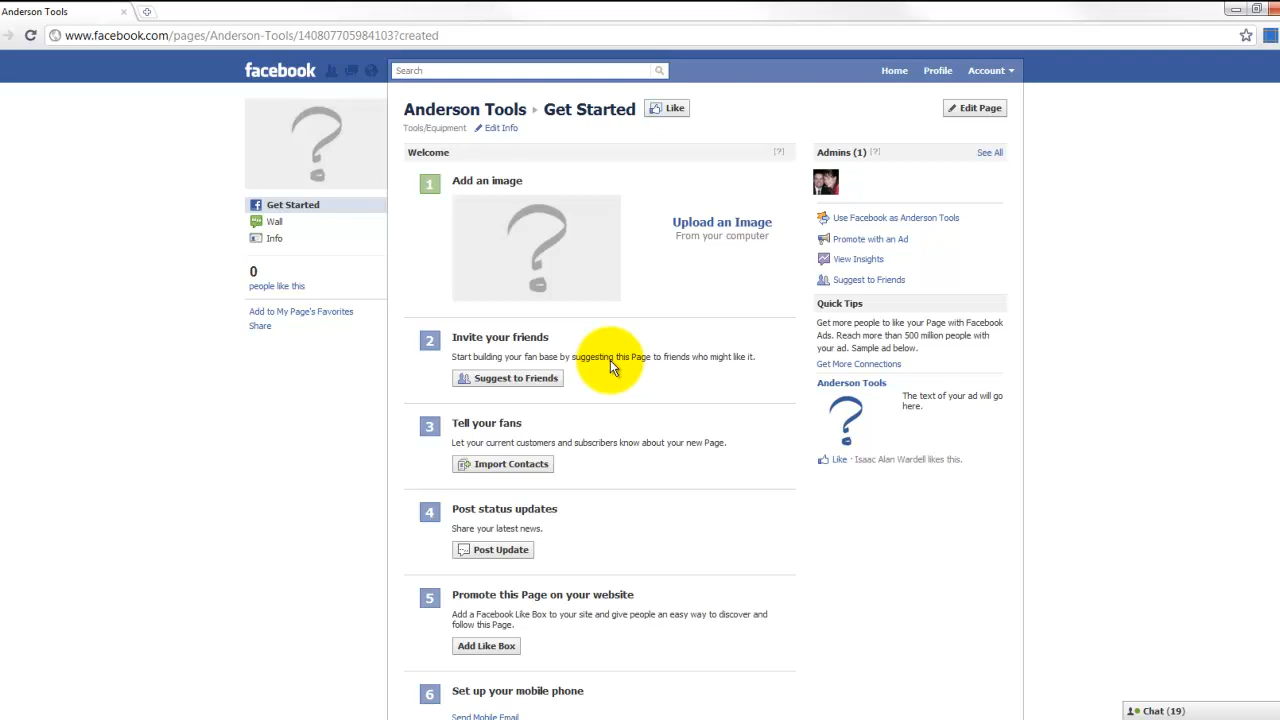 Anderson Tools
www.facebook.com/pages/Anderson-Tools/140807705984103?created
facebook
Search
Home Profile Account
Anderson Tools Get Started Like
Edit Page
Tools/Equipment Edit Info
Get Started
Wall
Info
0
people like this
Add to My Page's Favorites
Share
Welcome [?]
1 Add an image
Upload an Image
From your computer
2 Invite your friends
Start building your fan base by suggesting this Page to friends who might like it.
Suggest to Friends
3 Tell your fans
Let your current customers and subscribers know about your new Page.
Import Contacts
4 Post status updates
Share your latest news.
Post Update
5 Promote this Page on your website
Add a Facebook Like Box to your site and give people an easy way to discover and
follow this Page.
Add Like Box
6 Set up your mobile phone
Send Mobile Email
Admins (1) [?] See All
Use Facebook as Anderson Tools
Promote with an Ad
View Insights
Suggest to Friends
Quick Tips
Get more people to like your Page with Facebook
Ads. Reach more than 500 million people with
your ad. Sample ad below.
Get More Connections
Anderson Tools
The text of your ad will go
here.
Like · Isaac Alan Wardell likes this.
Chat (19)